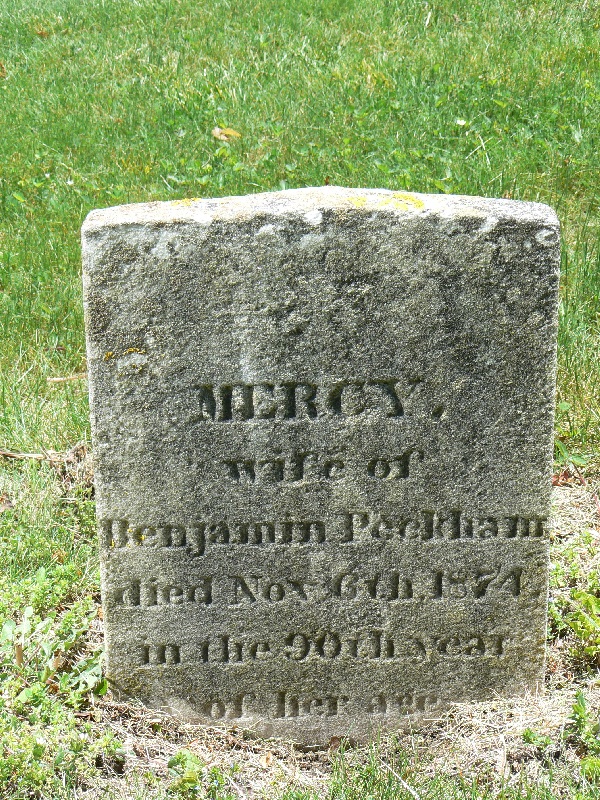 MERCY,
wife of
Benjamin Peckham
died Nov. 6th, 1874,
in the 90th year
of her age.